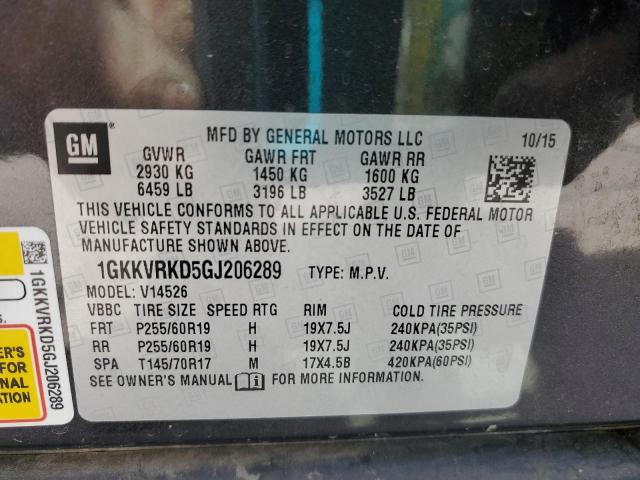 GM
MFD BY GENERAL MOTORS LLC 10/15
GVWR GAWR FRT GAWR RR
2930 KG 1450 KG 1600 KG
6459 LB 3196 LB 3527 LB
THIS VEHICLE CONFORMS TO ALL APPLICABLE U.S. FEDERAL MOTOR
VEHICLE SAFETY STANDARDS IN EFFECT ON THE DATE OF
MANUFACTURE SHOWN ABOVE.
1GKKVRKD5GJ206289 TYPE: M.P.V.
MODEL: V14526
VBBC TIRE SIZE SPEED RTG RIM COLD TIRE PRESSURE
FRT P255/60R19 H 19X7.5J 240KPA(35PSI)
RR P255/60R19 H 19X7.5J 240KPA(35PSI)
SPA T145/70R17 M 17X4.5B 420KPA(60PSI)
SEE OWNER'S MANUAL FOR MORE INFORMATION.
1GKKVRKD5GJ206289
ER'S
FOR
NAL
ATION